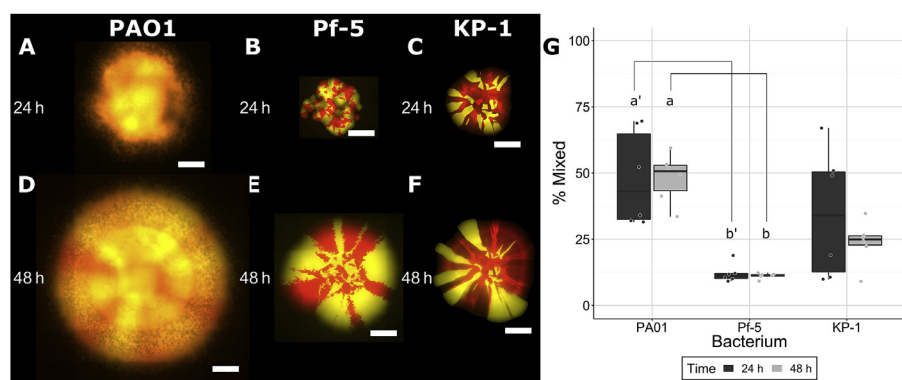 PAO1 Pf-5 KP-1
A B C G
24 h 24 h 24 h
D E F
48 h 48 h 48 h
100
75
50
25
0
% Mixed
a' a
b' b
PA01 Pf-5 KP-1
Bacterium
Time 24 h 48 h